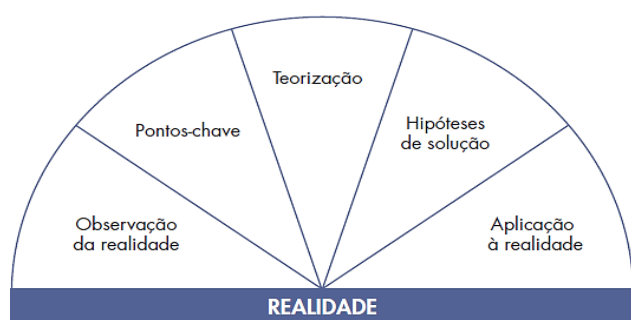 Observação
da realidade
Pontos-chave
Teorização
Hipóteses
de solução
Aplicação
à realidade
REALIDADE